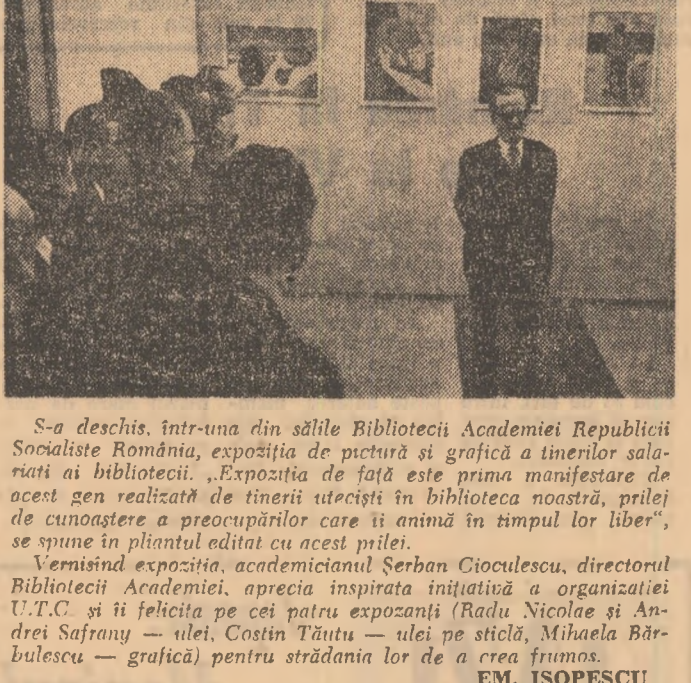 S-a deschis, într-una din sălile Bibliotecii Academiei Republicii
Socialiste România, expoziția de pictură și grafică a tinerilor sala-
riați ai bibliotecii. „Expoziția de față este prima manifestare de
acest gen realizată de tinerii uteciști în biblioteca noastră, prilej
de cunoaștere a preocupărilor care îi animă în timpul lor liber“,
se spune în pliantul editat cu acest prilej.
Vernisînd expoziția, academicianul Șerban Cioculescu, directorul
Bibliotecii Academiei, aprecia inspirata inițiativă a organizației
U.T.C. și îi felicita pe cei patru expozanți (Radu Nicolae și An-
drei Safrany — ulei, Costin Tăutu — ulei pe sticlă, Mihaela Băr-
bulescu — grafică) pentru strădania lor de a crea frumos.
EM. ISOPESCU